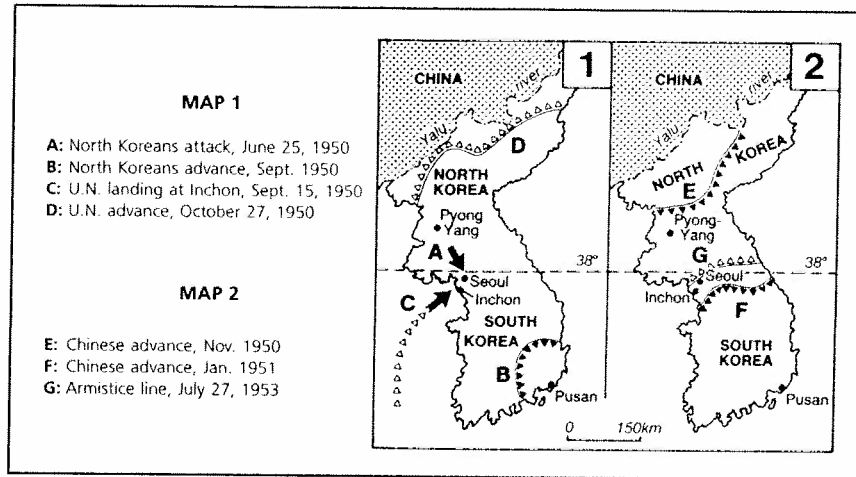 MAP 1
A: North Koreans attack, June 25, 1950
B: North Koreans advance, Sept. 1950
C: U.N. landing at Inchon, Sept. 15, 1950
D: U.N. advance, October 27, 1950
MAP 2
E: Chinese advance, Nov. 1950
F: Chinese advance, Jan. 1951
G: Armistice line, July 27, 1953
1
CHINA
Yalu river
D
NORTH
KOREA
Pyong
Yang
A
Seoul
Inchon
C
SOUTH
KOREA
B
Pusan
0 150km
38°
2
CHINA
Yalu river
NORTH KOREA
E
Pyong-
Yang
G
Seoul
Inchon
F
SOUTH
KOREA
Pusan